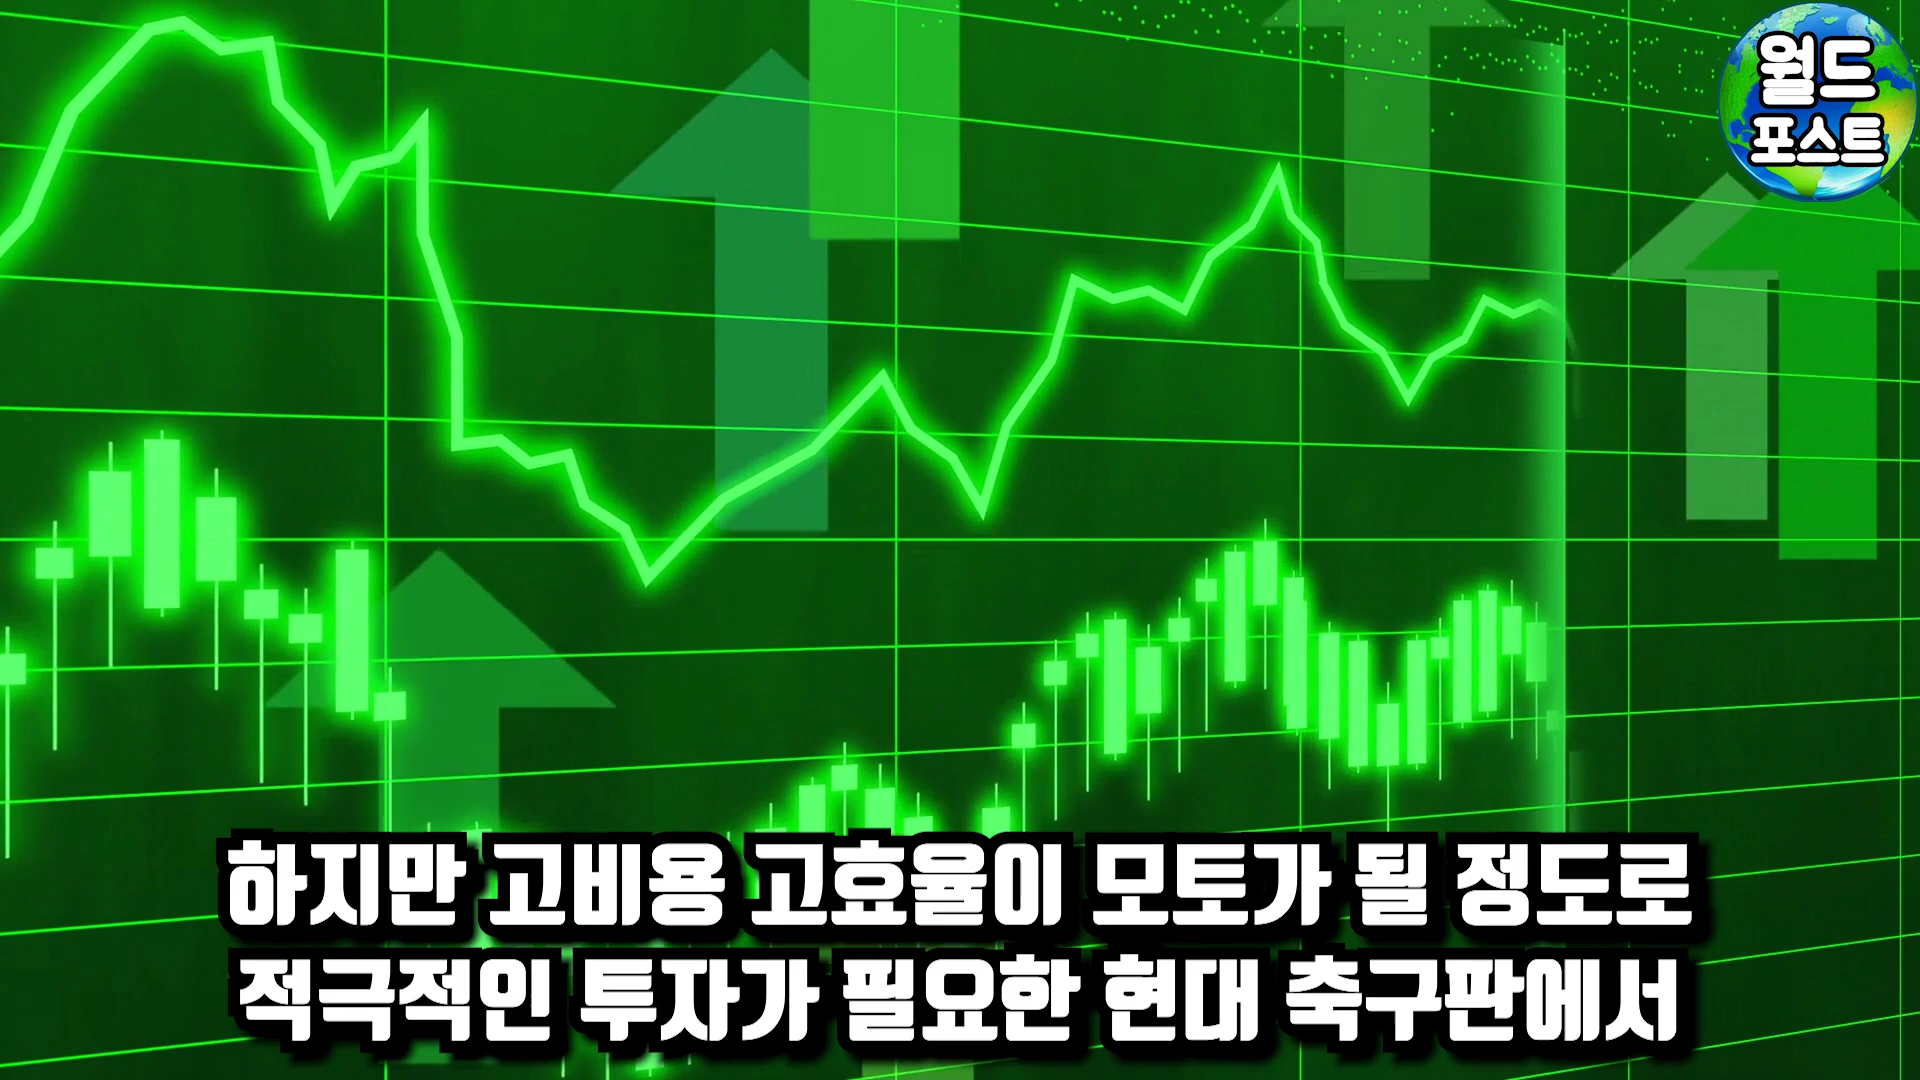 월드
포스트
하지만 고비용 고효율이 모토가 될 정도로
적극적인 투자가 필요한 현대 축구판에서